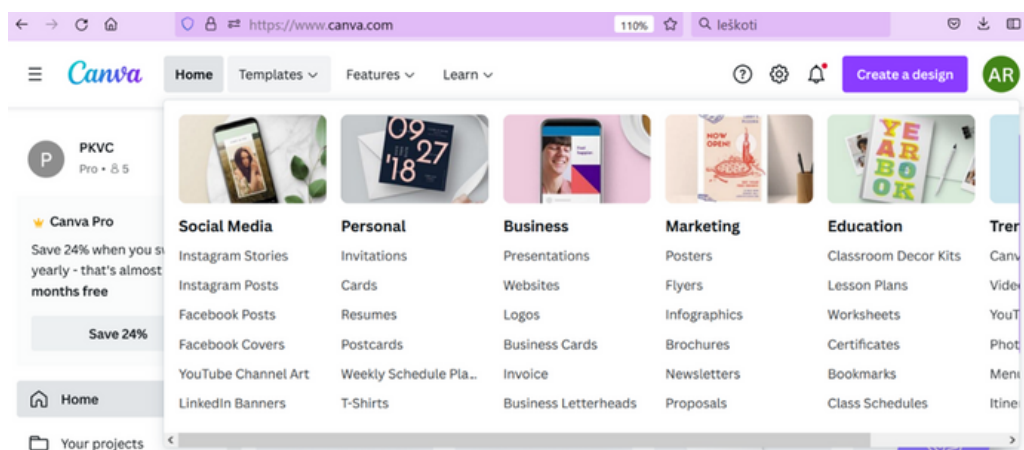 https://www.canva.com
110%
Ieškoti
Canva
Home
Templates
Features
Learn
Create a design
AR
P
PKVC
Pro • 5
Canva Pro
Save 24% when you
yearly - that's almost
months free
Save 24%
Home
Your projects
09
27
'18
NOW
OPEN!
YE
AR
BO
OK
Social Media
Instagram Stories
Instagram Posts
Facebook Posts
Facebook Covers
YouTube Channel Art
LinkedIn Banners
Personal
Invitations
Cards
Resumes
Postcards
Weekly Schedule Pla...
T-Shirts
Business
Presentations
Websites
Logos
Business Cards
Invoice
Business Letterheads
Marketing
Posters
Flyers
Infographics
Brochures
Newsletters
Proposals
Education
Classroom Decor Kits
Lesson Plans
Worksheets
Certificates
Bookmarks
Class Schedules